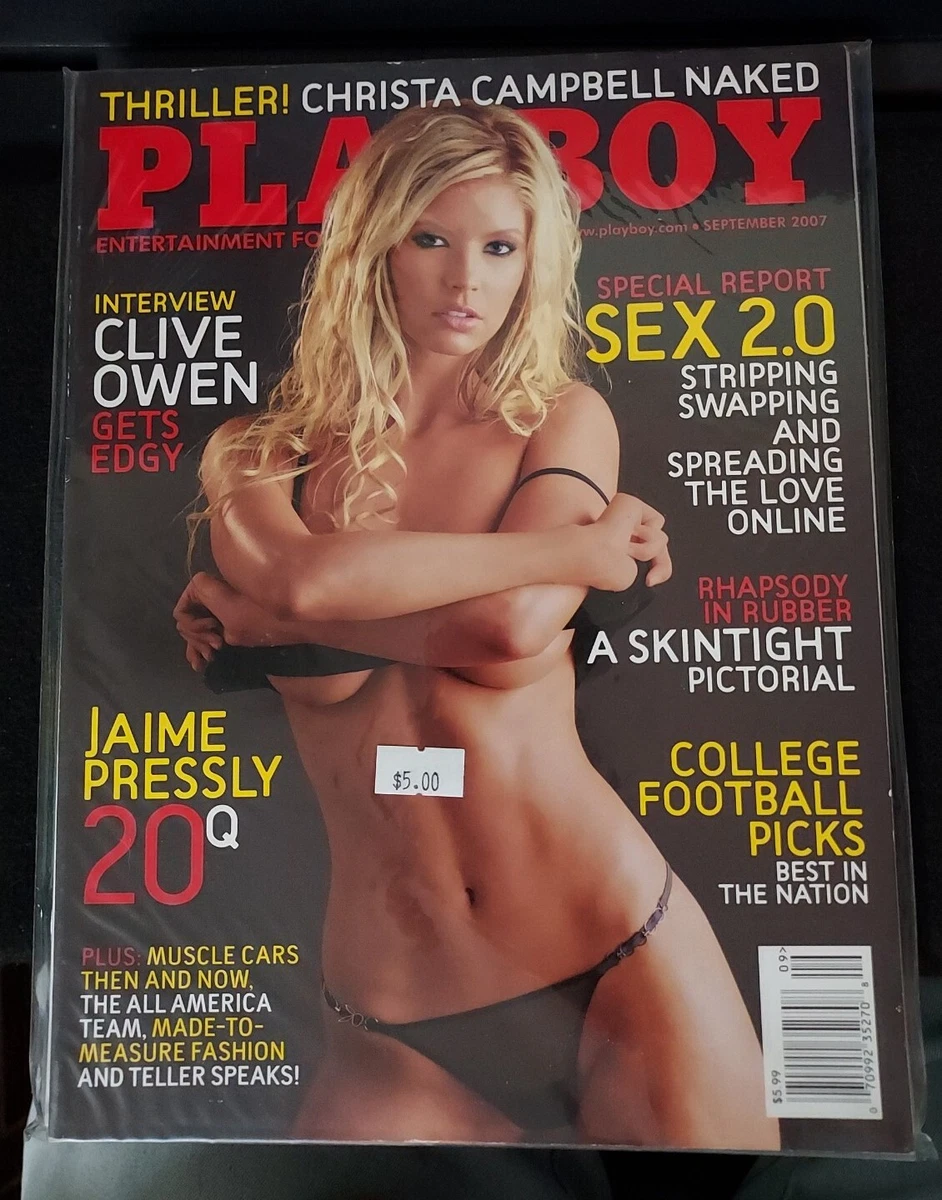 THRILLER! CHRISTA CAMPBELL NAKED
PLAYBOY
ENTERTAINMENT FO
w.playboy.com • SEPTEMBER 2007
INTERVIEW
CLIVE
OWEN
GETS
EDGY
SPECIAL REPORT
SEX 2.0
STRIPPING
SWAPPING
AND
SPREADING
THE LOVE
ONLINE
RHAPSODY
IN RUBBER
A SKINTIGHT
PICTORIAL
JAIME
PRESSLY
20Q
$5.00
COLLEGE
FOOTBALL
PICKS
BEST IN
THE NATION
PLUS: MUSCLE CARS
THEN AND NOW,
THE ALL AMERICA
TEAM, MADE-TO-
MEASURE FASHION
AND TELLER SPEAKS!
09>
$5.99
0 70992 35270 8